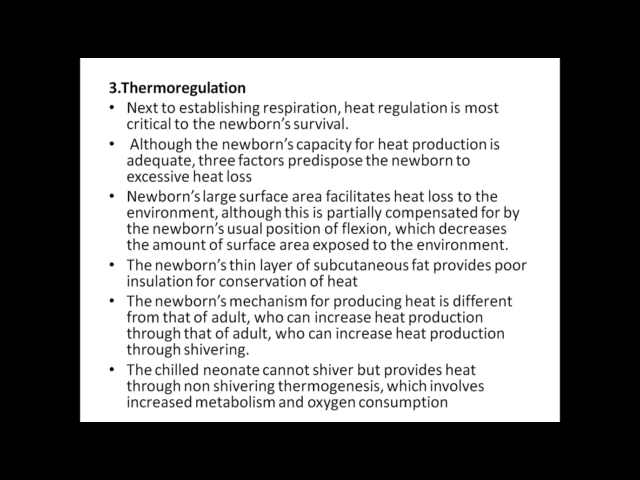 3.Thermoregulation
• Next to establishing respiration, heat regulation is most
critical to the newborn's survival.
• Although the newborn's capacity for heat production is
adequate, three factors predispose the newborn to
excessive heat loss
• Newborn's large surface area facilitates heat loss to the
environment, although this is partially compensated for by
the newborn's usual position of flexion, which decreases
the amount of surface area exposed to the environment.
• The newborn's thin layer of subcutaneous fat provides poor
insulation for conservation of heat
• The newborn's mechanism for producing heat is different
from that of adult, who can increase heat production
through that of adult, who can increase heat production
through shivering.
• The chilled neonate cannot shiver but provides heat
through non shivering thermogenesis, which involves
increased metabolism and oxygen consumption